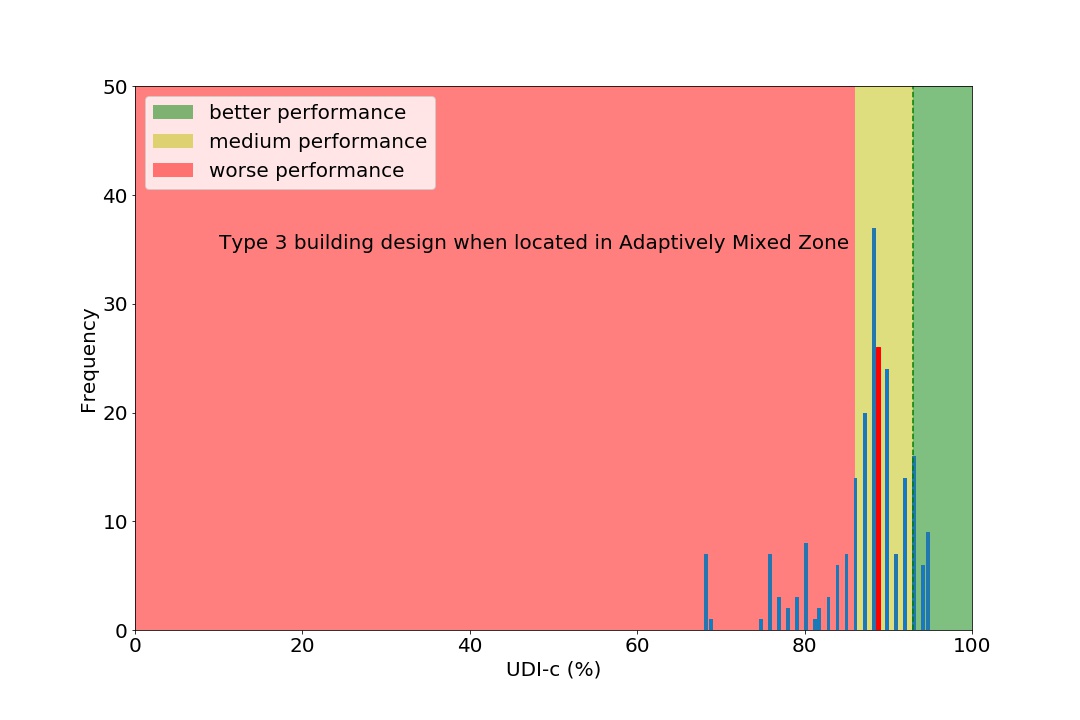 50
40
30
20
10
0
Frequency
better performance
medium performance
worse performance
Type 3 building design when located in Adaptively Mixed Zone
0 20 40 60 80 100
UDI-c (%)